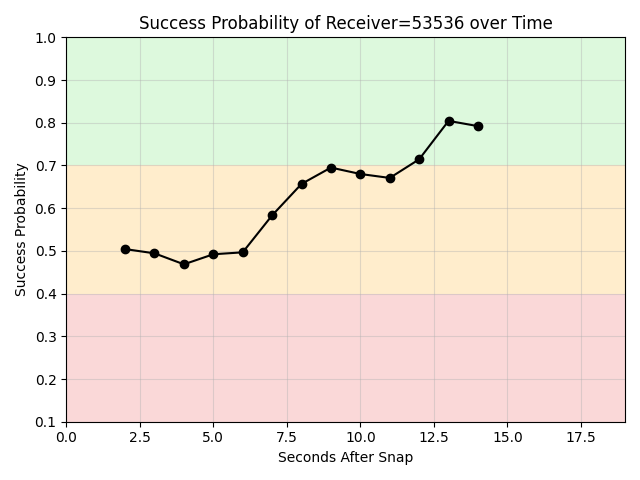 Success Probability of Receiver=53536 over Time
1.0
0.9
0.8
0.7
0.6
0.5
0.4
0.3
0.2
0.1
Success Probability
0.0 2.5 5.0 7.5 10.0 12.5 15.0 17.5
Seconds After Snap